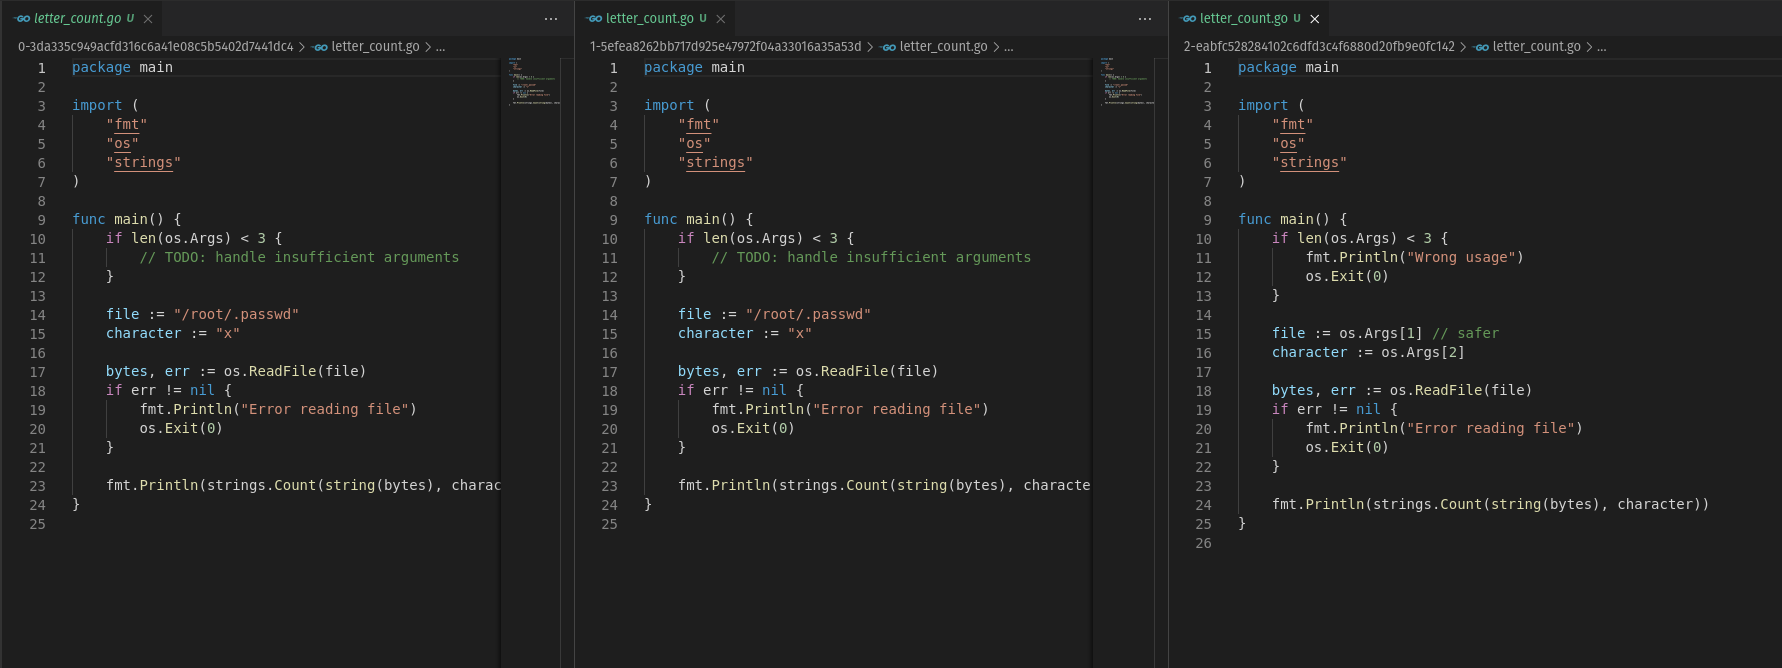 letter_count.go U
0-3da335c949acfd316c6a41e08c5b5402d7441dc4 > letter_count.go > ...
1 package main
2
3 import (
4 "fmt"
5 "os"
6 "strings"
7 )
8
9 func main() {
10 if len(os.Args) < 3 {
11 // TODO: handle insufficient arguments
12 }
13
14 file := "/root/.passwd"
15 character := "x"
16
17 bytes, err := os.ReadFile(file)
18 if err != nil {
19 fmt.Println("Error reading file")
20 os.Exit(0)
21 }
22
23 fmt.Println(strings.Count(string(bytes), charac
24 }
25
letter_count.go U
1-5efea8262bb717d925e47972f04a33016a35a53d > letter_count.go > ...
1 package main
2
3 import (
4 "fmt"
5 "os"
6 "strings"
7 )
8
9 func main() {
10 if len(os.Args) < 3 {
11 // TODO: handle insufficient arguments
12 }
13
14 file := "/root/.passwd"
15 character := "x"
16
17 bytes, err := os.ReadFile(file)
18 if err != nil {
19 fmt.Println("Error reading file")
20 os.Exit(0)
21 }
22
23 fmt.Println(strings.Count(string(bytes), characte
24 }
25
letter_count.go U
2-eabfc528284102c6dfd3c4f6880d20fb9e0fc142 > letter_count.go > ...
1 package main
2
3 import (
4 "fmt"
5 "os"
6 "strings"
7 )
8
9 func main() {
10 if len(os.Args) < 3 {
11 fmt.Println("Wrong usage")
12 os.Exit(0)
13 }
14
15 file := os.Args[1] // safer
16 character := os.Args[2]
17
18 bytes, err := os.ReadFile(file)
19 if err != nil {
20 fmt.Println("Error reading file")
21 os.Exit(0)
22 }
23
24 fmt.Println(strings.Count(string(bytes), character))
25 }
26